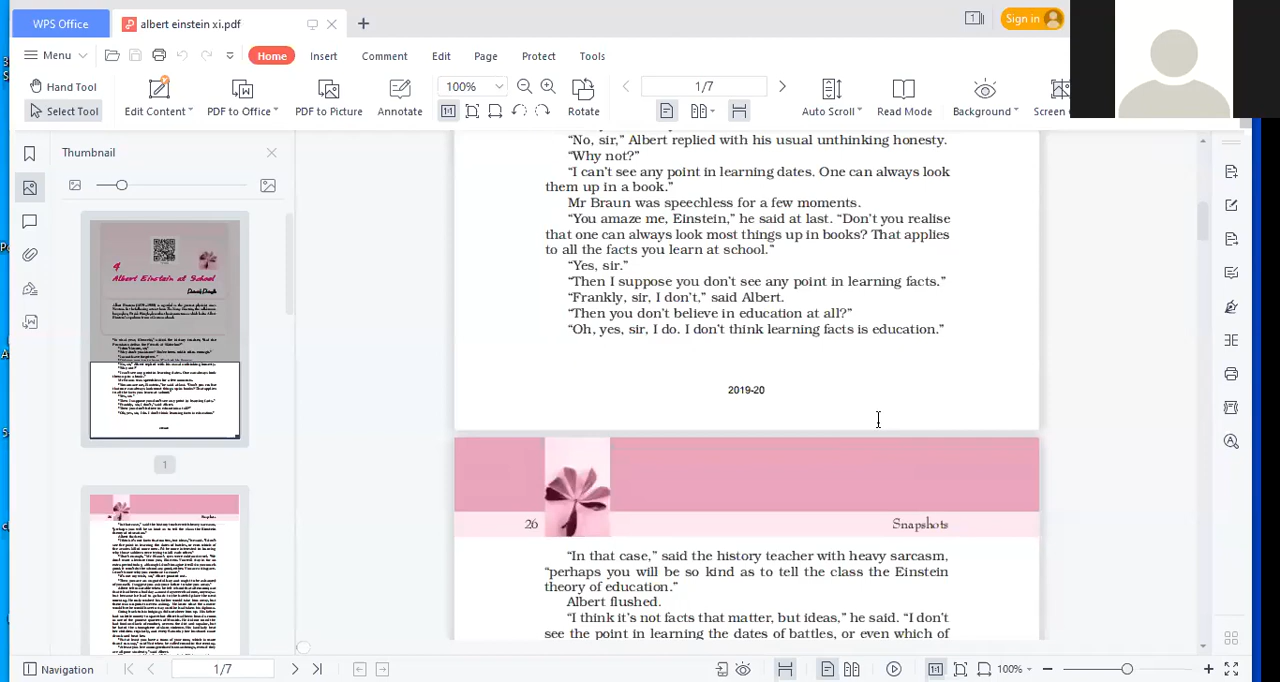 WPS Office
albert einstein xi.pdf
Sign in
Menu
Home
Insert
Comment
Edit
Page
Protect
Tools
Hand Tool
Select Tool
Edit Content
PDF to Office
PDF to Picture
Annotate
100%
1/7
Rotate
Auto Scroll
Read Mode
Background
Screen
Thumbnail
4
Albert Einstein at School
1
“No, sir,” Albert replied with his usual unthinking honesty.
“Why not?”
“I can’t see any point in learning dates. One can always look
them up in a book.”
Mr Braun was speechless for a few moments.
“You amaze me, Einstein,” he said at last. “Don’t you realise
that one can always look most things up in books? That applies
to all the facts you learn at school.”
“Yes, sir.”
“Then I suppose you don’t see any point in learning facts.”
“Frankly, sir, I don’t,” said Albert.
“Then you don’t believe in education at all?”
“Oh, yes, sir, I do. I don’t think learning facts is education.”
2019-20
26
Snapshots
“In that case,” said the history teacher with heavy sarcasm,
“perhaps you will be so kind as to tell the class the Einstein
theory of education.”
Albert flushed.
“I think it’s not facts that matter, but ideas,” he said. “I don’t
see the point in learning the dates of battles, or even which of
Navigation
1/7
100%